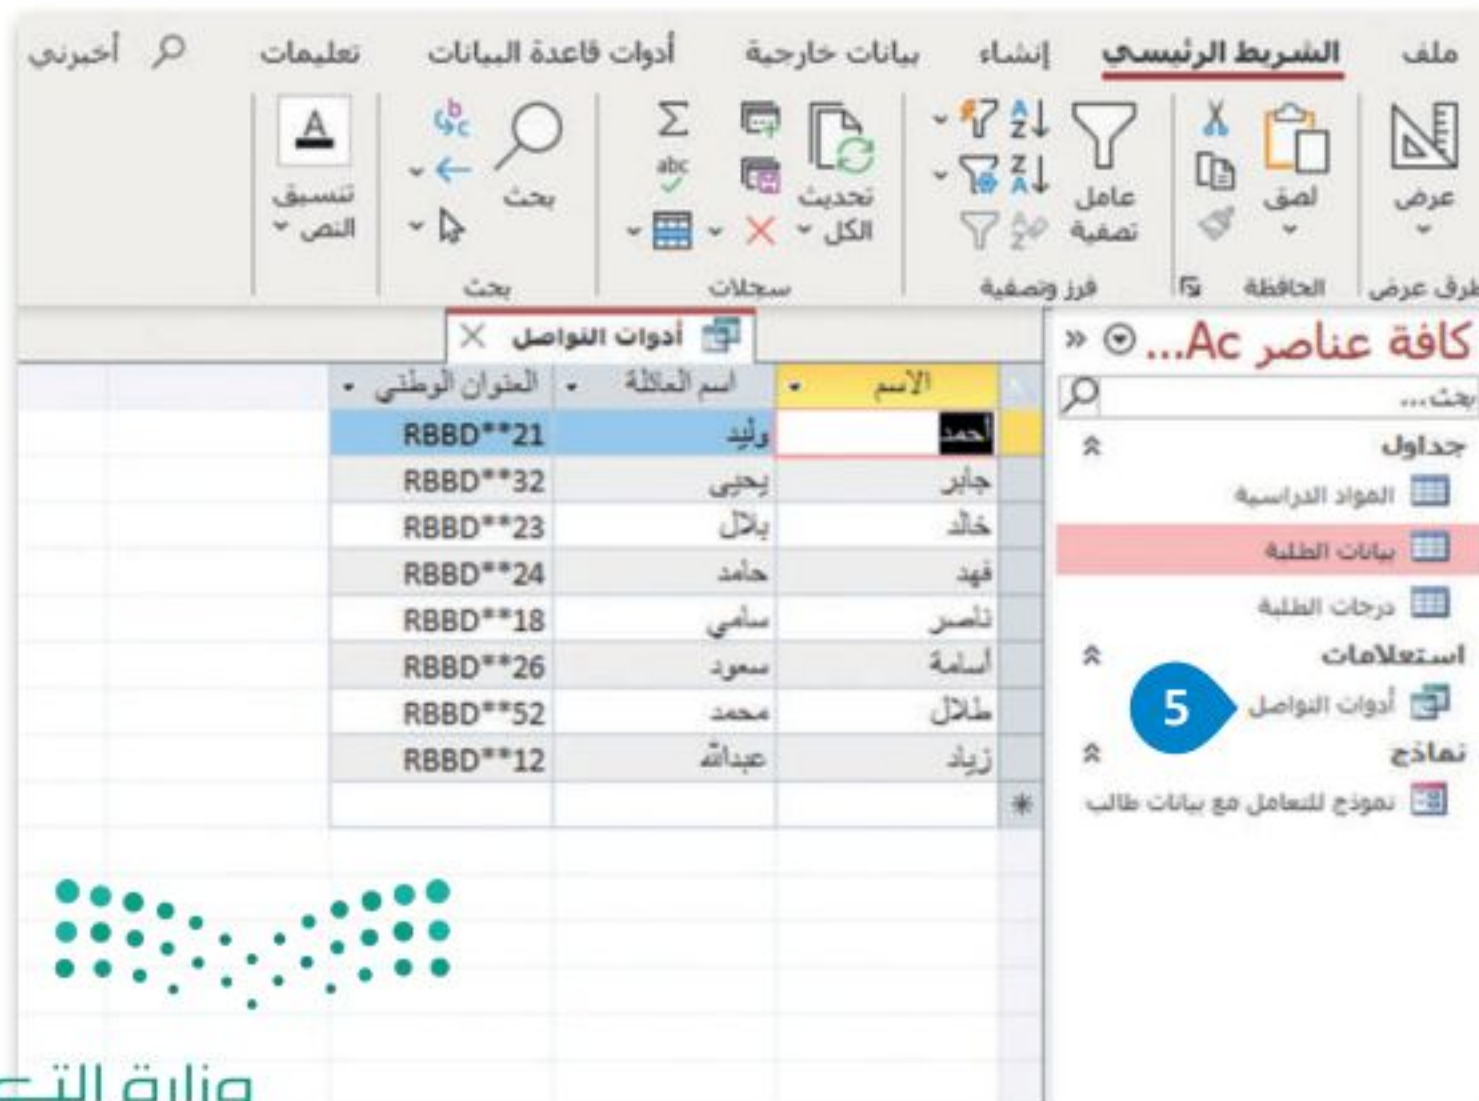 ملف الشريط الرئيسي إنشاء بيانات خارجية أدوات قاعدة البيانات تعليمات أخبرني
عرض
لصق
عامل تصفية
تحديث الكل
abc
بحث
تنسيق النص
الحافظة
فرز وتصفية
سجلات
بحث
كافة عناصر Ac...
بحث...
جداول
المواد الدراسية
بيانات الطلبة
درجات الطلبة
استعلامات
أدوات التواصل
5
نماذج
نموذج للتعامل مع بيانات طالب
أدوات التواصل
الاسم اسم العائلة العنوان الوطني
أحمد وليد RBBD**21
جابر يحيى RBBD**32
خالد بلال RBBD**23
فهد حامد RBBD**24
ناصر سامي RBBD**18
أسامة سعود RBBD**26
طلال محمد RBBD**52
زياد عبدالله RBBD**12
وزارة